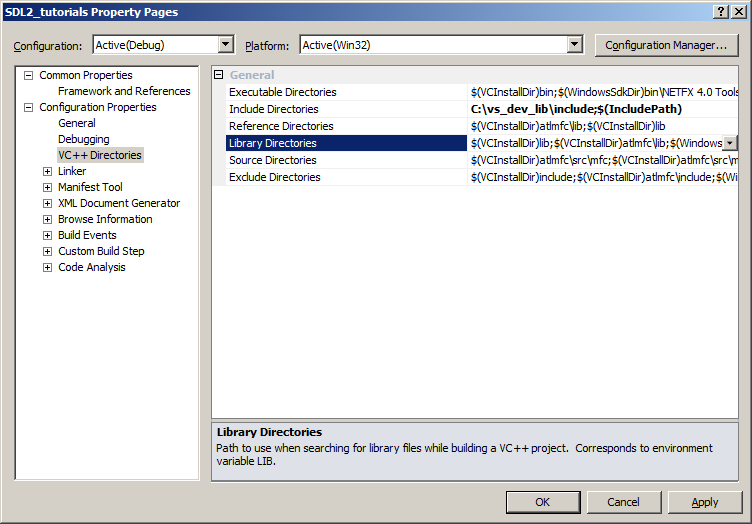 SDL2_tutorials Property Pages
Configuration: Active(Debug) Platform: Active(Win32) Configuration Manager...
Common Properties
Framework and References
Configuration Properties
General
Debugging
VC++ Directories
Linker
Manifest Tool
XML Document Generator
Browse Information
Build Events
Custom Build Step
Code Analysis
General
Executable Directories $(VCInstallDir)bin;$(WindowsSdkDir)bin\NETFX 4.0 Tools
Include Directories C:\vs_dev_lib\include;$(IncludePath)
Reference Directories $(VCInstallDir)atlmfc\lib;$(VCInstallDir)lib
Library Directories $(VCInstallDir)lib;$(VCInstallDir)atlmfc\lib;$(Windows
Source Directories $(VCInstallDir)atlmfc\src\mfc;$(VCInstallDir)atlmfc\src\m
Exclude Directories $(VCInstallDir)include;$(VCInstallDir)atlmfc\include;$(Wi
Library Directories
Path to use when searching for library files while building a VC++ project. Corresponds to environment
variable LIB.
OK Cancel Apply